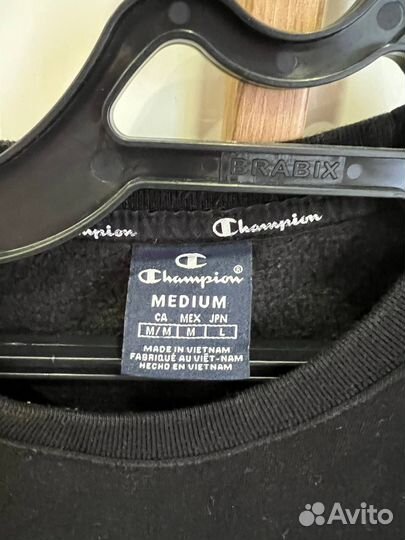 BRABIX
Champion
Champion
Champion®
MEDIUM
CA MEX JPN
M/M M L
MADE IN VIETNAM
FABRIQUÉ AU VIÊT-NAM
HECHO EN VIETNAM
Avito